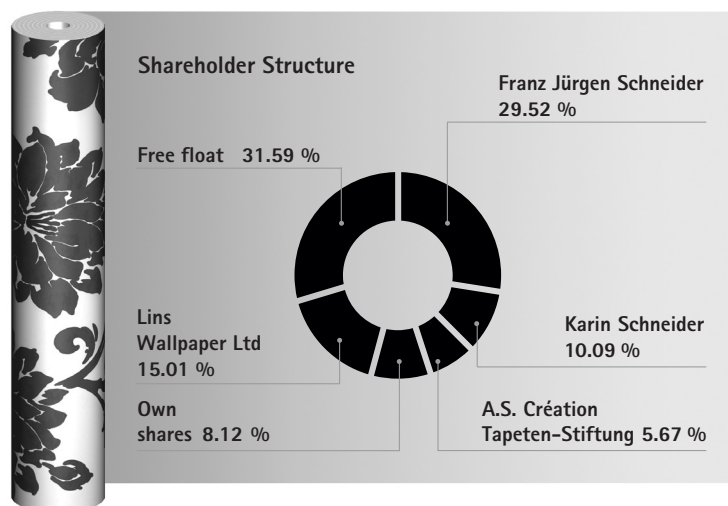 Shareholder Structure
Franz Jürgen Schneider
29.52 %
Free float 31.59 %
Lins
Wallpaper Ltd
15.01 %
Karin Schneider
10.09 %
Own
shares 8.12 %
A.S. Création
Tapeten-Stiftung 5.67 %